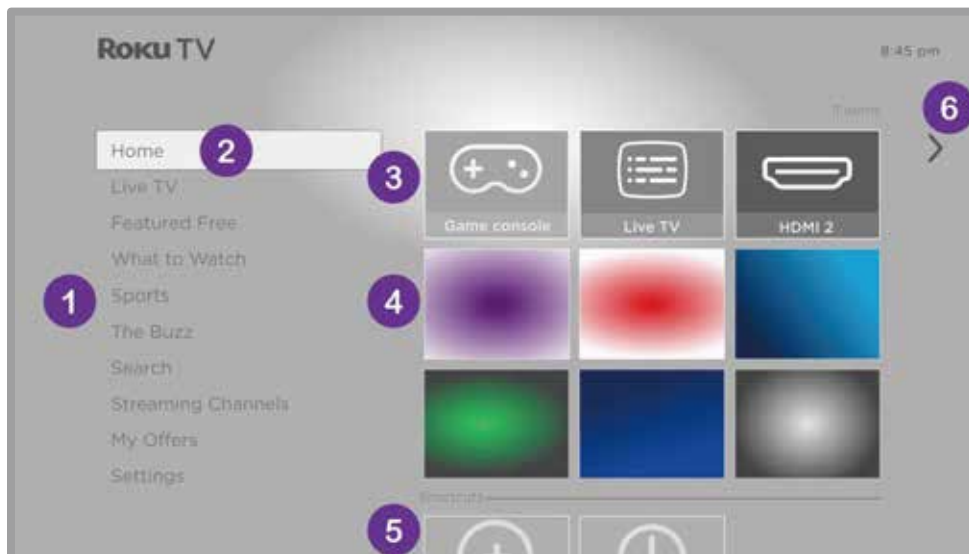 Roku TV
8:45 pm
6
Home
2
Live TV
Featured Free
What to Watch
1
Sports
The Buzz
Search
Streaming Channels
My Offers
Settings
3
Game console
Live TV
HDMI 2
4
Shortcuts
5